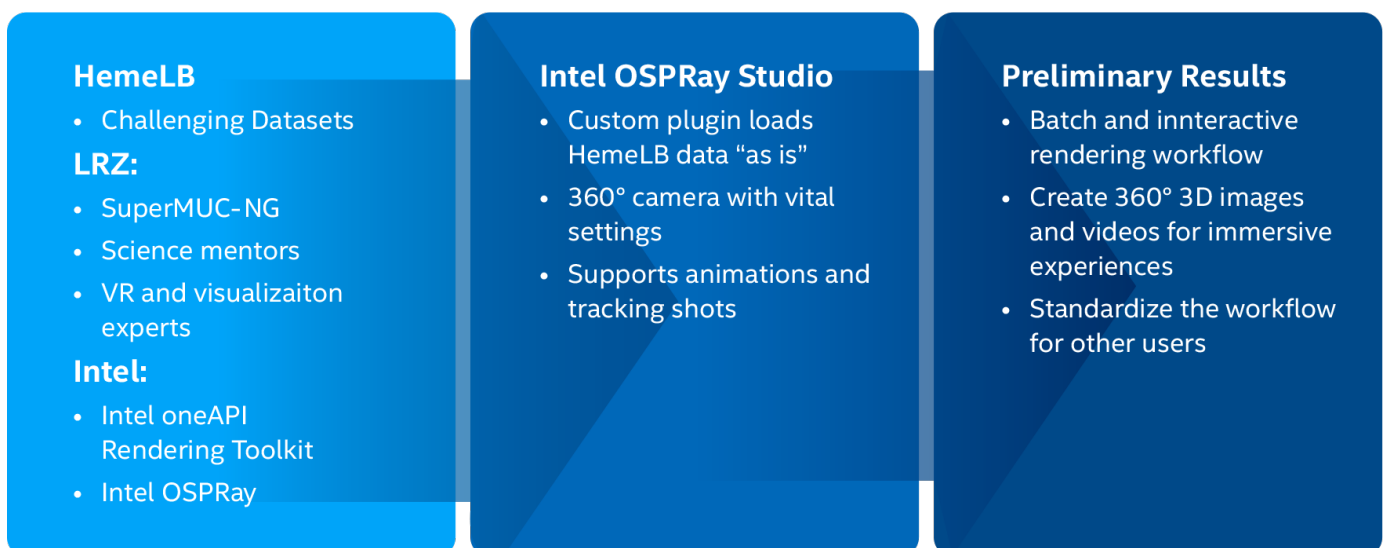 HemeLB
• Challenging Datasets
LRZ:
• SuperMUC-NG
• Science mentors
• VR and visualizaiton
experts
Intel:
• Intel oneAPI
Rendering Toolkit
• Intel OSPRay
Intel OSPRay Studio
• Custom plugin loads
HemeLB data “as is”
• 360° camera with vital
settings
• Supports animations and
tracking shots
Preliminary Results
• Batch and innteractive
rendering workflow
• Create 360° 3D images
and videos for immersive
experiences
• Standardize the workflow
for other users